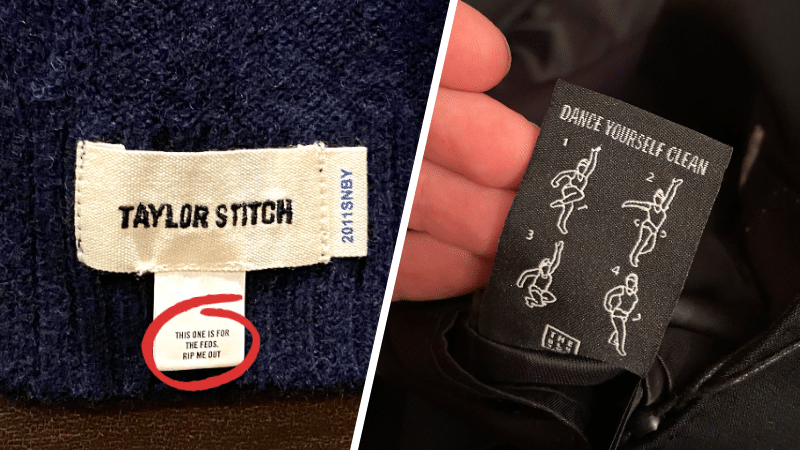 TAYLOR STITCH
2011SNBY
THIS ONE IS FOR
THE FEDS,
RIP ME OUT
DANCE YOURSELF CLEAN
1
2
3
4
THE